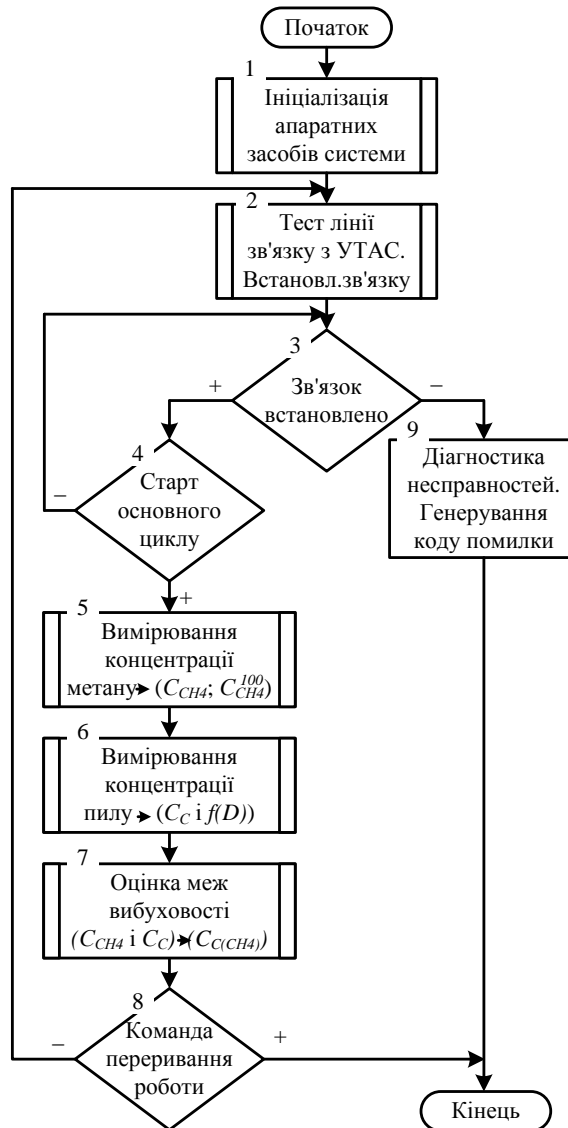 Початок
1
Ініціалізація
апаратних
засобів системи
2
Тест лінії
зв'язку з УТАС.
Встановл.зв'язку
3
+
Зв'язок
встановлено
–
9
Діагностика
несправностей.
Генерування
коду помилки
4
–
Старт
основного
циклу
+
5
Вимірювання
концентрації
метану→(C_CH4; C_CH4^100)
6
Вимірювання
концентрації
пилу→(C_C і f(D))
7
Оцінка меж
вибуховості
(C_CH4 і C_C)→(C_C(CH4))
8
–
Команда
переривання
роботи
+
Кінець